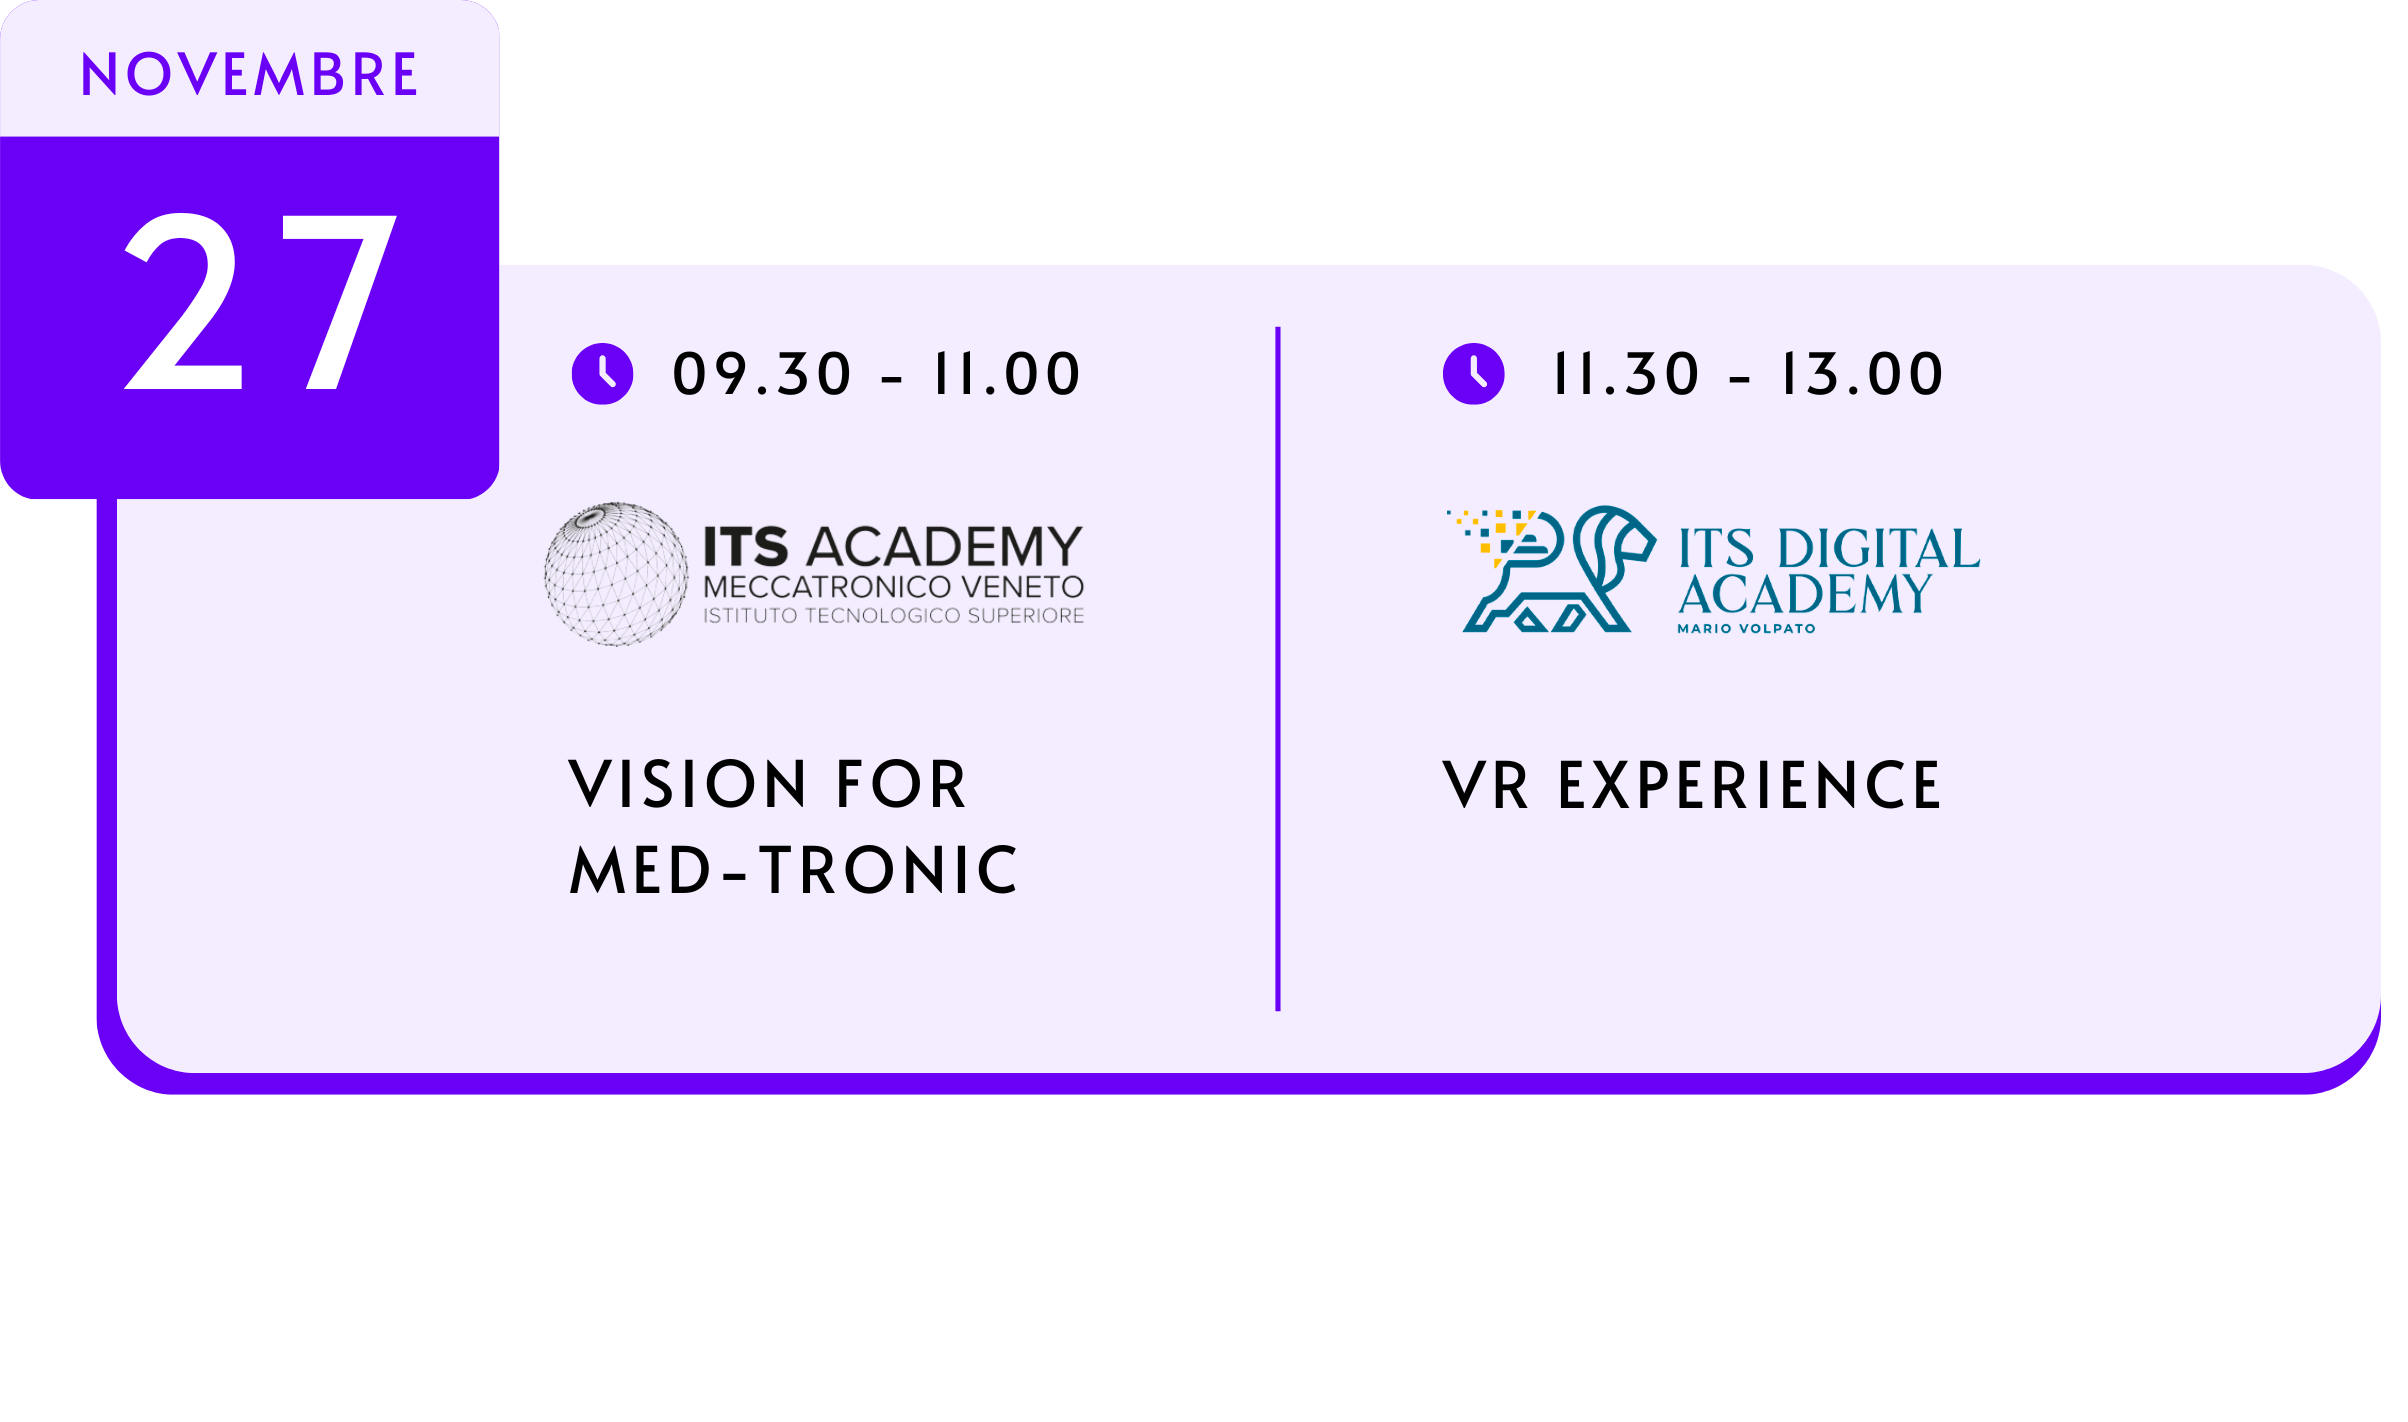 NOVEMBRE
27
09.30 - 11.00
ITS ACADEMY
MECCATRONICO VENETO
ISTITUTO TECNOLOGICO SUPERIORE
VISION FOR
MED-TRONIC
11.30 - 13.00
ITS DIGITAL
ACADEMY
MARIO VOLPATO
VR EXPERIENCE